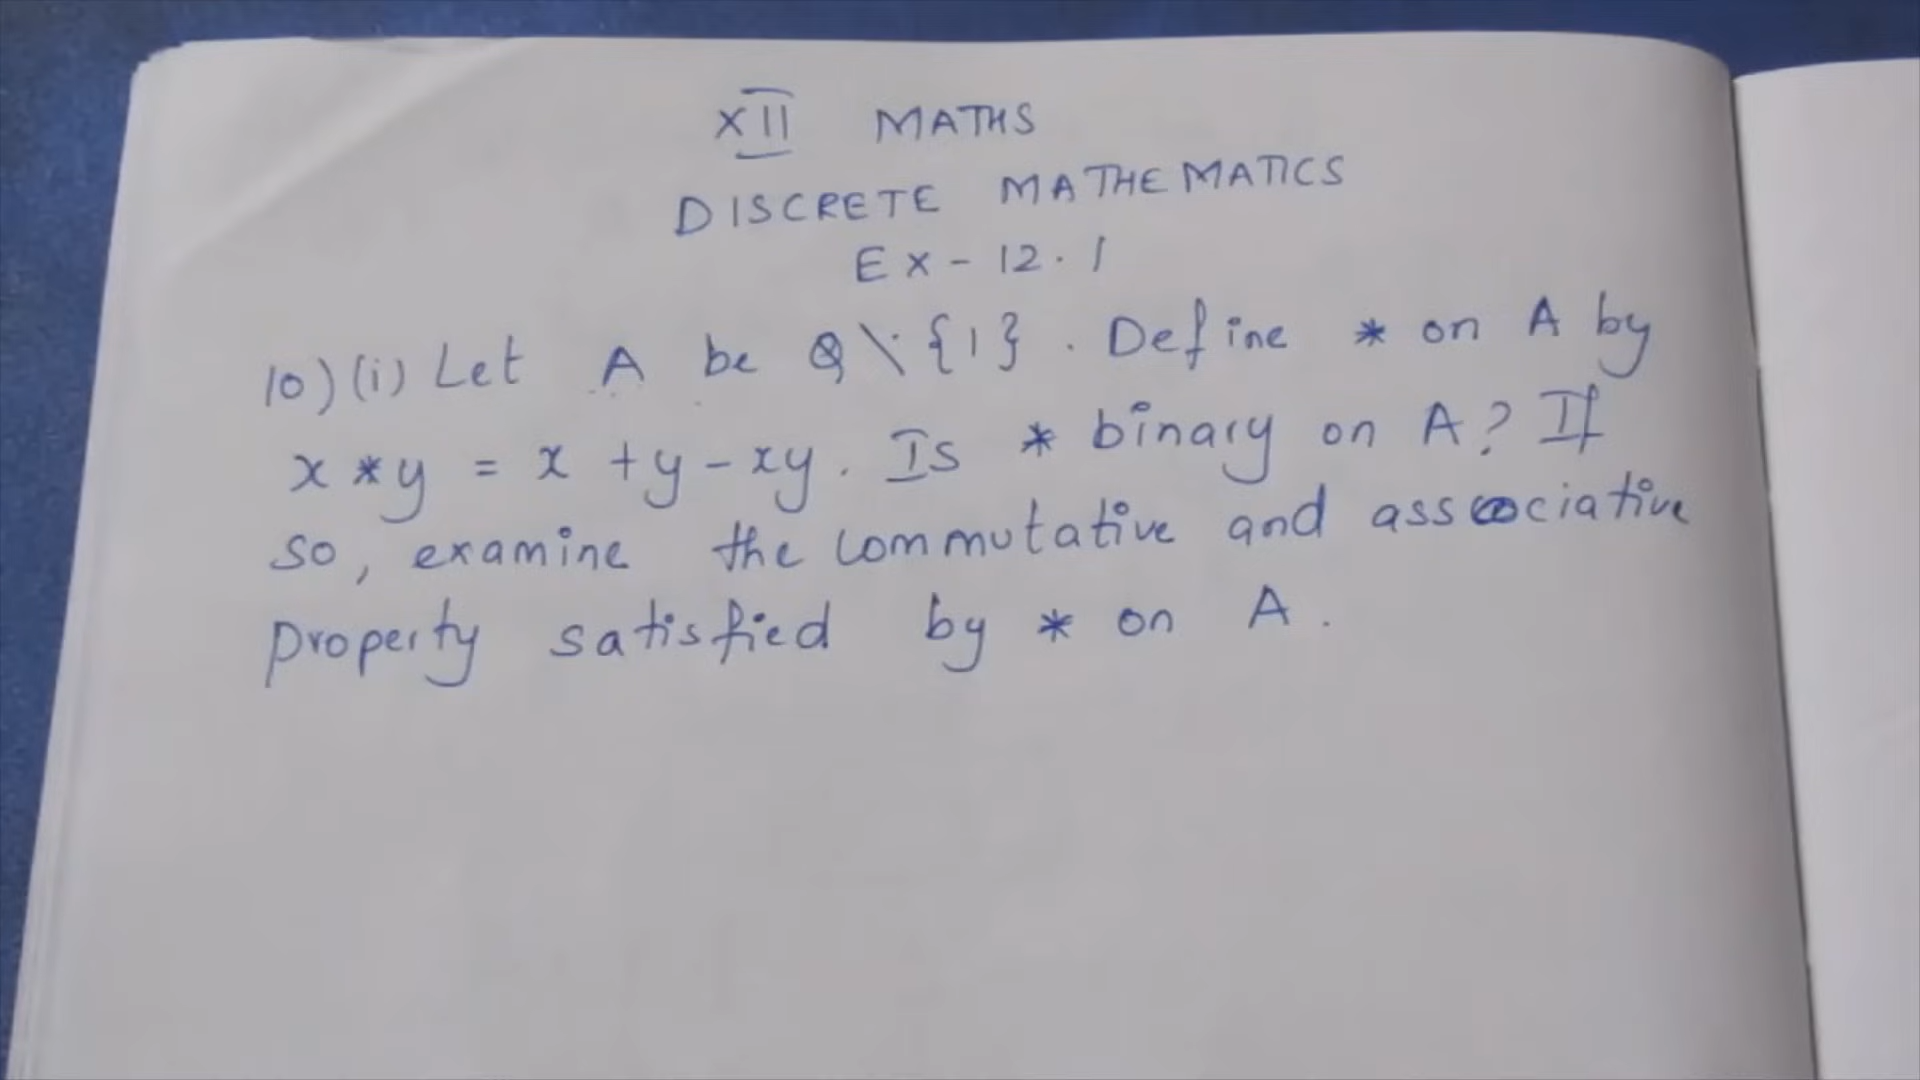 XII MATHS
DISCRETE MATHEMATICS
Ex - 12.1
10) (i) Let A be Q \ {1}. Define * on A by
x * y = x + y - xy. Is * binary on A? If
so, examine the commutative and associative
property satisfied by * on A.